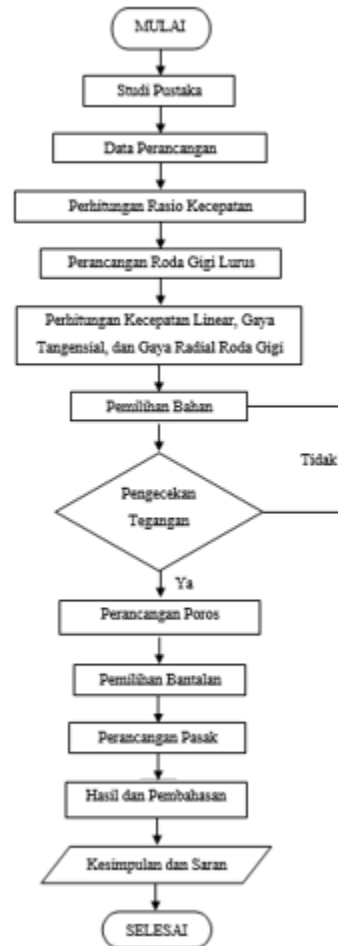 MULAI
Studi Pustaka
Data Perancangan
Perhitungan Rasio Kecepatan
Perancangan Roda Gigi Lurus
Perhitungan Kecepatan Linear, Gaya
Tangensial, dan Gaya Radial Roda Gigi
Pemilihan Bahan
Tidak
Pengecekan
Tegangan
Ya
Perancangan Poros
Pemilihan Bantalan
Perancangan Pasak
Hasil dan Pembahasan
Kesimpulan dan Saran
SELESAI